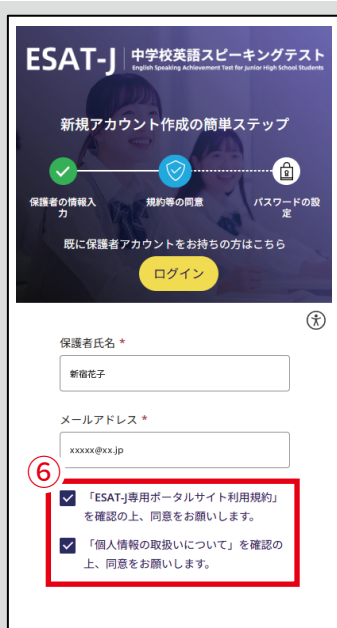 ESAT-J 中学校英語スピーキングテスト
English Speaking Achievement Test for Junior High School Students
新規アカウント作成の簡単ステップ
保護者の情報入
力
規約等の同意
パスワードの設
定
既に保護者アカウントをお持ちの方はこちら
ログイン
保護者氏名 *
新宿花子
メールアドレス *
xxxxx@xx.jp
⑥
「ESAT-J専用ポータルサイト利用規約」
を確認の上、同意をお願いします。
「個人情報の取扱いについて」を確認の
上、同意をお願いします。